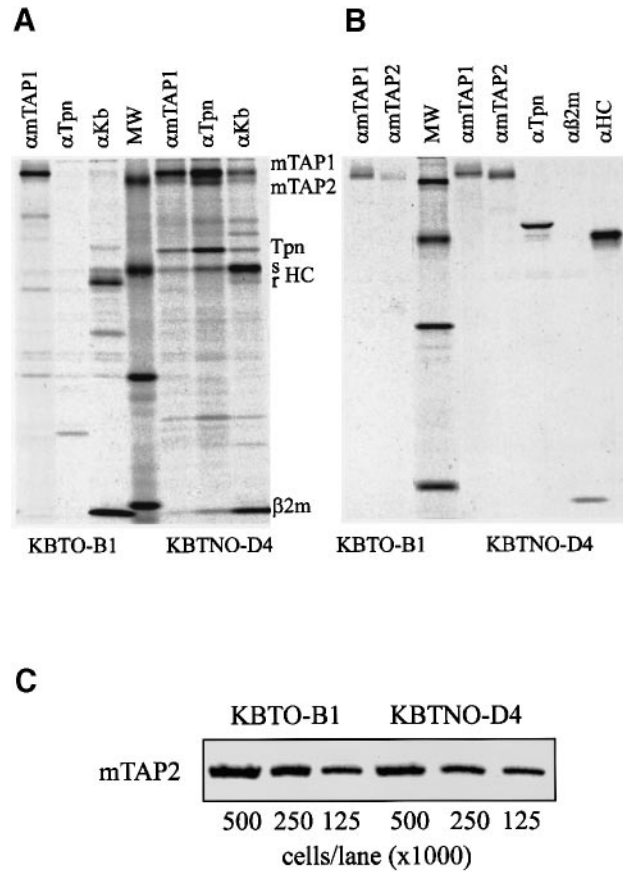 A
αmTAP1
αTpn
αKb
MW
αmTAP1
αTpn
αKb
mTAP1
mTAP2
Tpn
s
r HC
β2m
KBTO-B1 KBTNO-D4
B
αmTAP1
αmTAP2
MW
αmTAP1
αmTAP2
αTpn
αß2m
αHC
KBTO-B1 KBTNO-D4
C
KBTO-B1 KBTNO-D4
mTAP2
500 250 125 500 250 125
cells/lane (x1000)